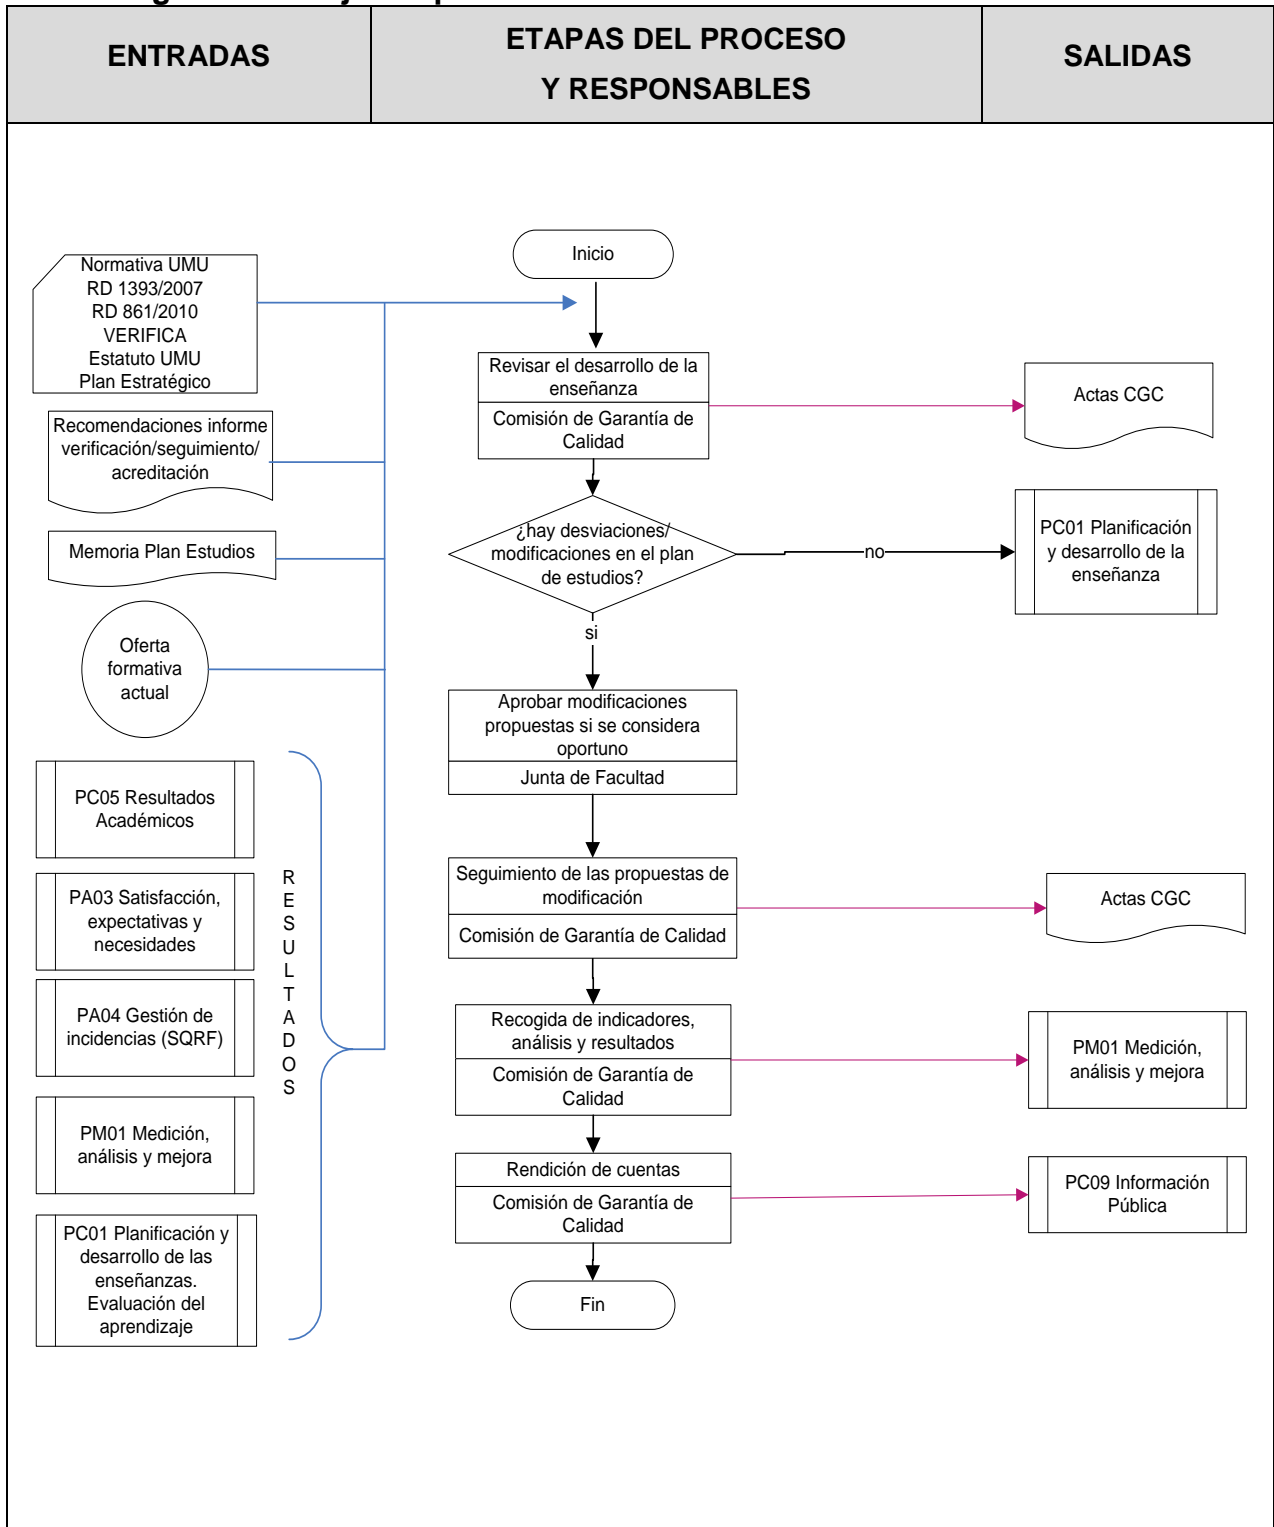 ENTRADAS
ETAPAS DEL PROCESO
Y RESPONSABLES
SALIDAS
Normativa UMU
RD 1393/2007
RD 861/2010
VERIFICA
Estatuto UMU
Plan Estratégico
Recomendaciones informe
verificación/seguimiento/
acreditación
Memoria Plan Estudios
Oferta
formativa
actual
PC05 Resultados
Académicos
PA03 Satisfacción,
expectativas y
necesidades
PA04 Gestión de
incidencias (SQRF)
PM01 Medición,
análisis y mejora
PC01 Planificación y
desarrollo de las
enseñanzas.
Evaluación del
aprendizaje
R
E
S
U
L
T
A
D
O
S
Inicio
Revisar el desarrollo de la
enseñanza
Comisión de Garantía de
Calidad
¿hay desviaciones/
modificaciones en el plan
de estudios?
no
si
Aprobar modificaciones
propuestas si se considera
oportuno
Junta de Facultad
Seguimiento de las propuestas de
modificación
Comisión de Garantía de Calidad
Recogida de indicadores,
análisis y resultados
Comisión de Garantía de
Calidad
Rendición de cuentas
Comisión de Garantía de
Calidad
Fin
Actas CGC
PC01 Planificación
y desarrollo de la
enseñanza
Actas CGC
PM01 Medición,
análisis y mejora
PC09 Información
Pública